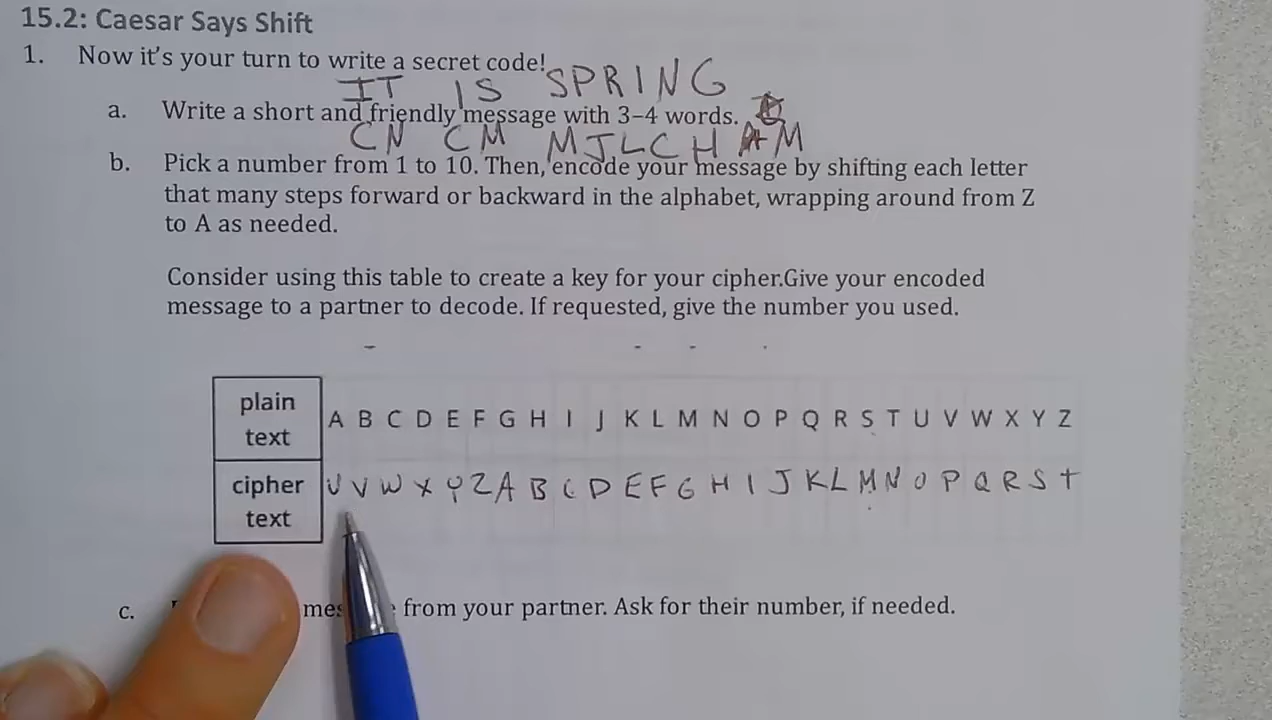 15.2: Caesar Says Shift
1. Now it's your turn to write a secret code!
IT IS SPRING
a. Write a short and friendly message with 3–4 words.
CN CM MJLCH A M
b. Pick a number from 1 to 10. Then, encode your message by shifting each letter
that many steps forward or backward in the alphabet, wrapping around from Z
to A as needed.
Consider using this table to create a key for your cipher.Give your encoded
message to a partner to decode. If requested, give the number you used.
plain text A B C D E F G H I J K L M N O P Q R S T U V W X Y Z
cipher text U V W X Y Z A B C D E F G H I J K L M N O P Q R S T
c. from your partner. Ask for their number, if needed.